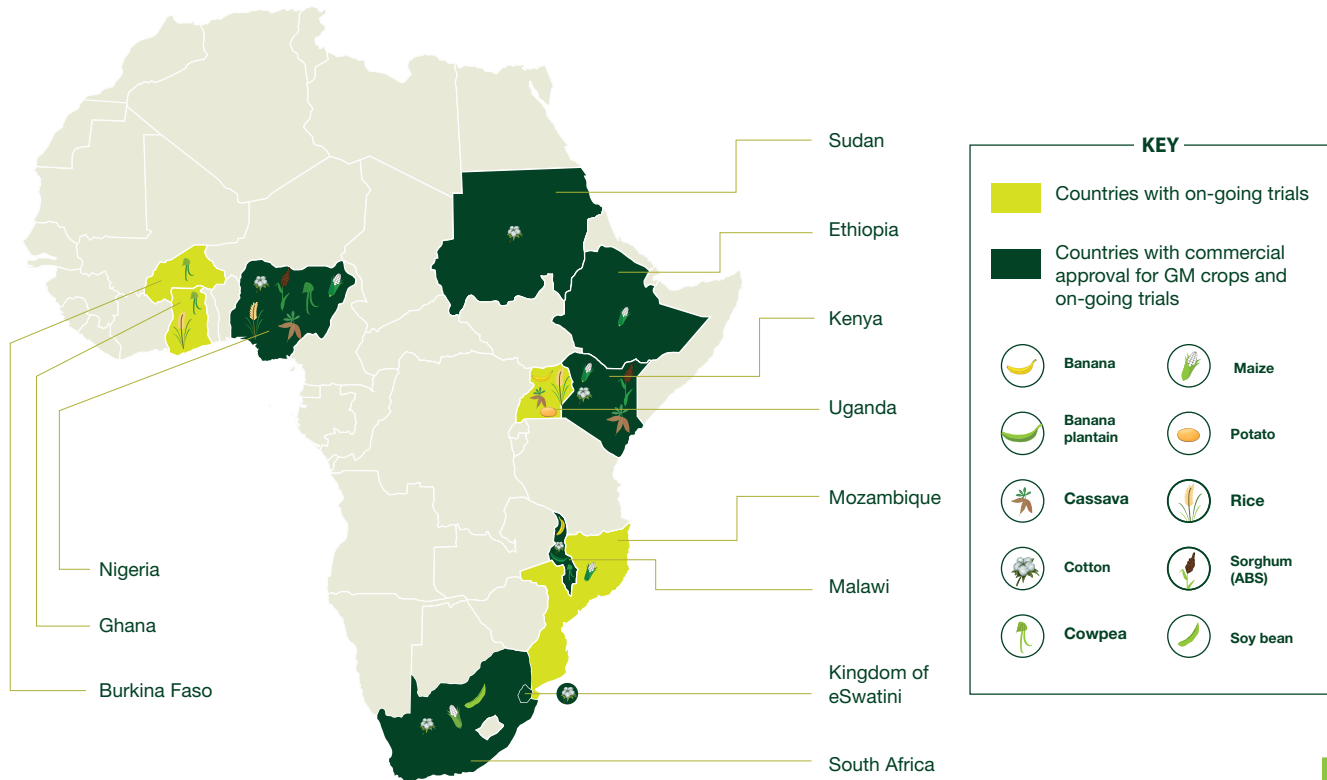 Sudan
Ethiopia
Kenya
Uganda
Mozambique
Malawi
Kingdom of
eSwatini
South Africa
Nigeria
Ghana
Burkina Faso
KEY
Countries with on-going trials
Countries with commercial
approval for GM crops and
on-going trials
Banana
Maize
Banana
plantain
Potato
Cassava
Rice
Cotton
Sorghum
(ABS)
Cowpea
Soy bean